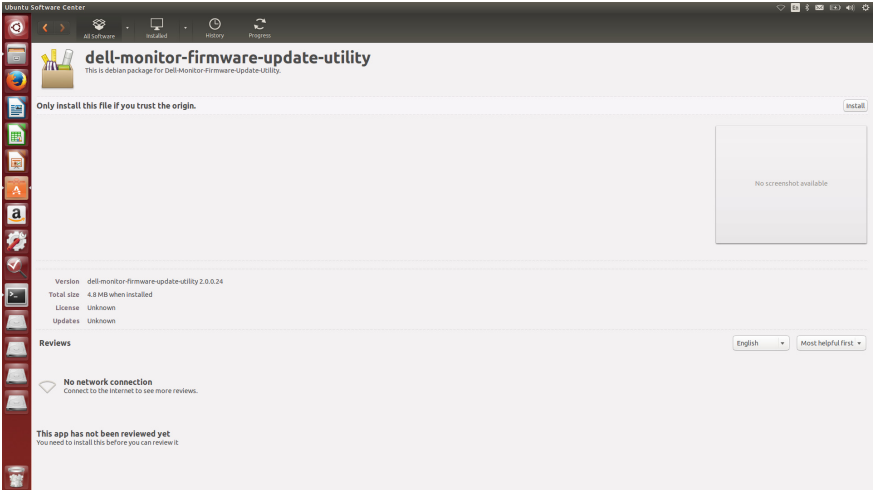 Ubuntu Software Center
En
All Software
Installed
History
Progress
dell-monitor-firmware-update-utility
This is debian package for Dell-Monitor-Firmware-Update-Utility.
Only install this file if you trust the origin.
Install
No screenshot available
Version dell-monitor-firmware-update-utility 2.0.0.24
Total size 4.8 MB when installed
License Unknown
Updates Unknown
Reviews
English
Most helpful first
No network connection
Connect to the Internet to see more reviews.
This app has not been reviewed yet
You need to install this before you can review it